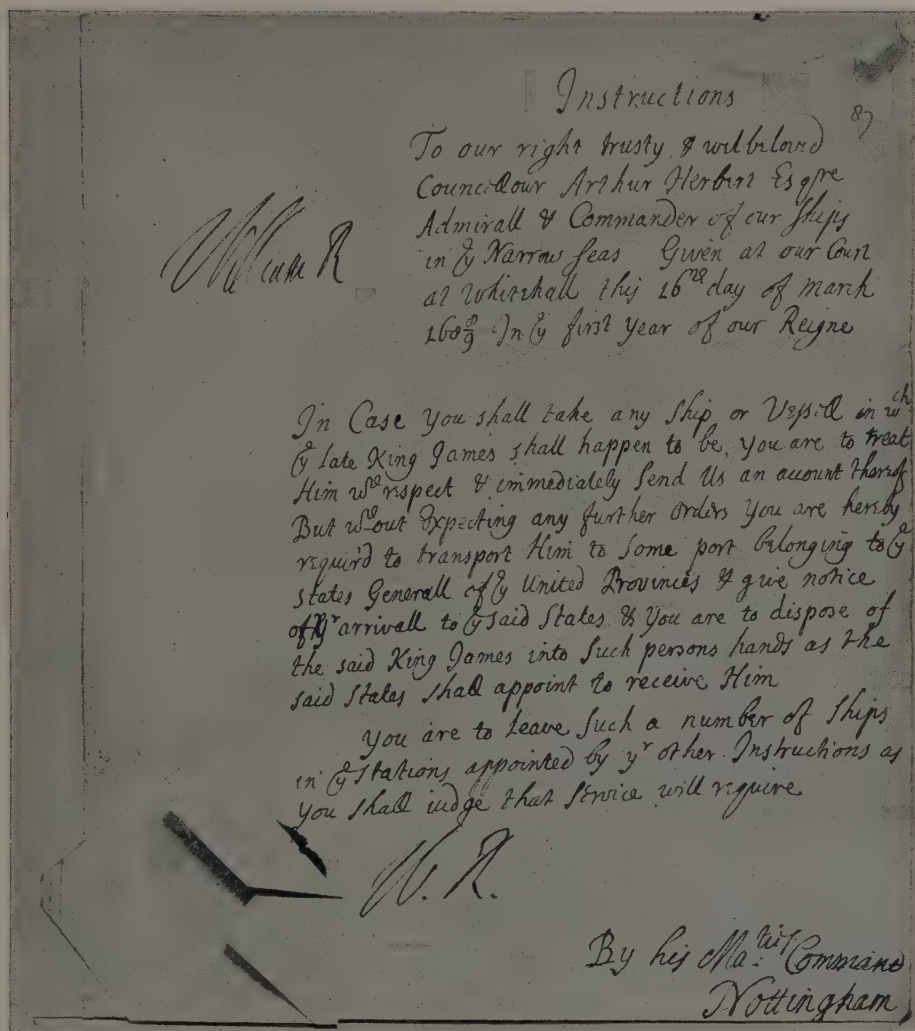 Instructions
87
To our right trusty & welbeloved
Councellour Arthur Herbert Esqre
Admirall & Commander of our Ships
in ye Narrow Seas Given at our Court
William R
at Whitehall this 16th day of march
1688/9 In ye first year of our Reigne
In Case you shall take any Ship or Vessell in wch
ye late King James shall happen to be, you are to treat
Him wth respect & immediately Send Us an account thereof
But wthout Expecting any further orders you are hereby
requir'd to transport Him to Some port belonging to ye
States Generall of ye United Provinces & give notice
of yr arrivall to ye said States & you are to dispose of
the said King James into Such persons hands as the
said States shall appoint to receive Him
you are to Leave Such a number of Ships
in ye Stations appointed by yr other Instructions as
you shall iudge that Service will require
W. R.
By his Ma:ties Command
Nottingham